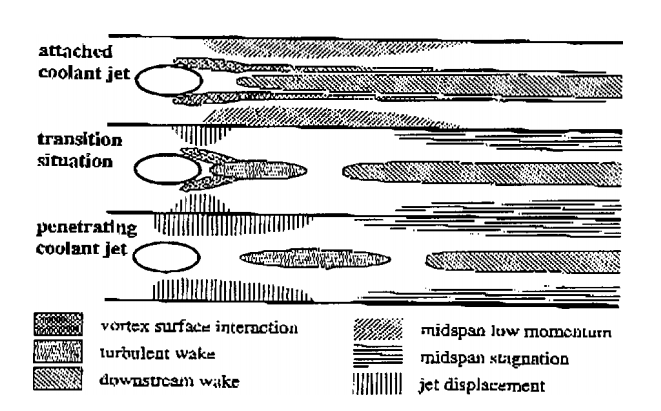 attached
coolant jet
transition
situation
penetrating
coolant jet
vortex surface interaction
turbulent wake
downstream wake
midspan low momentum
midspan stagnation
jet displacement